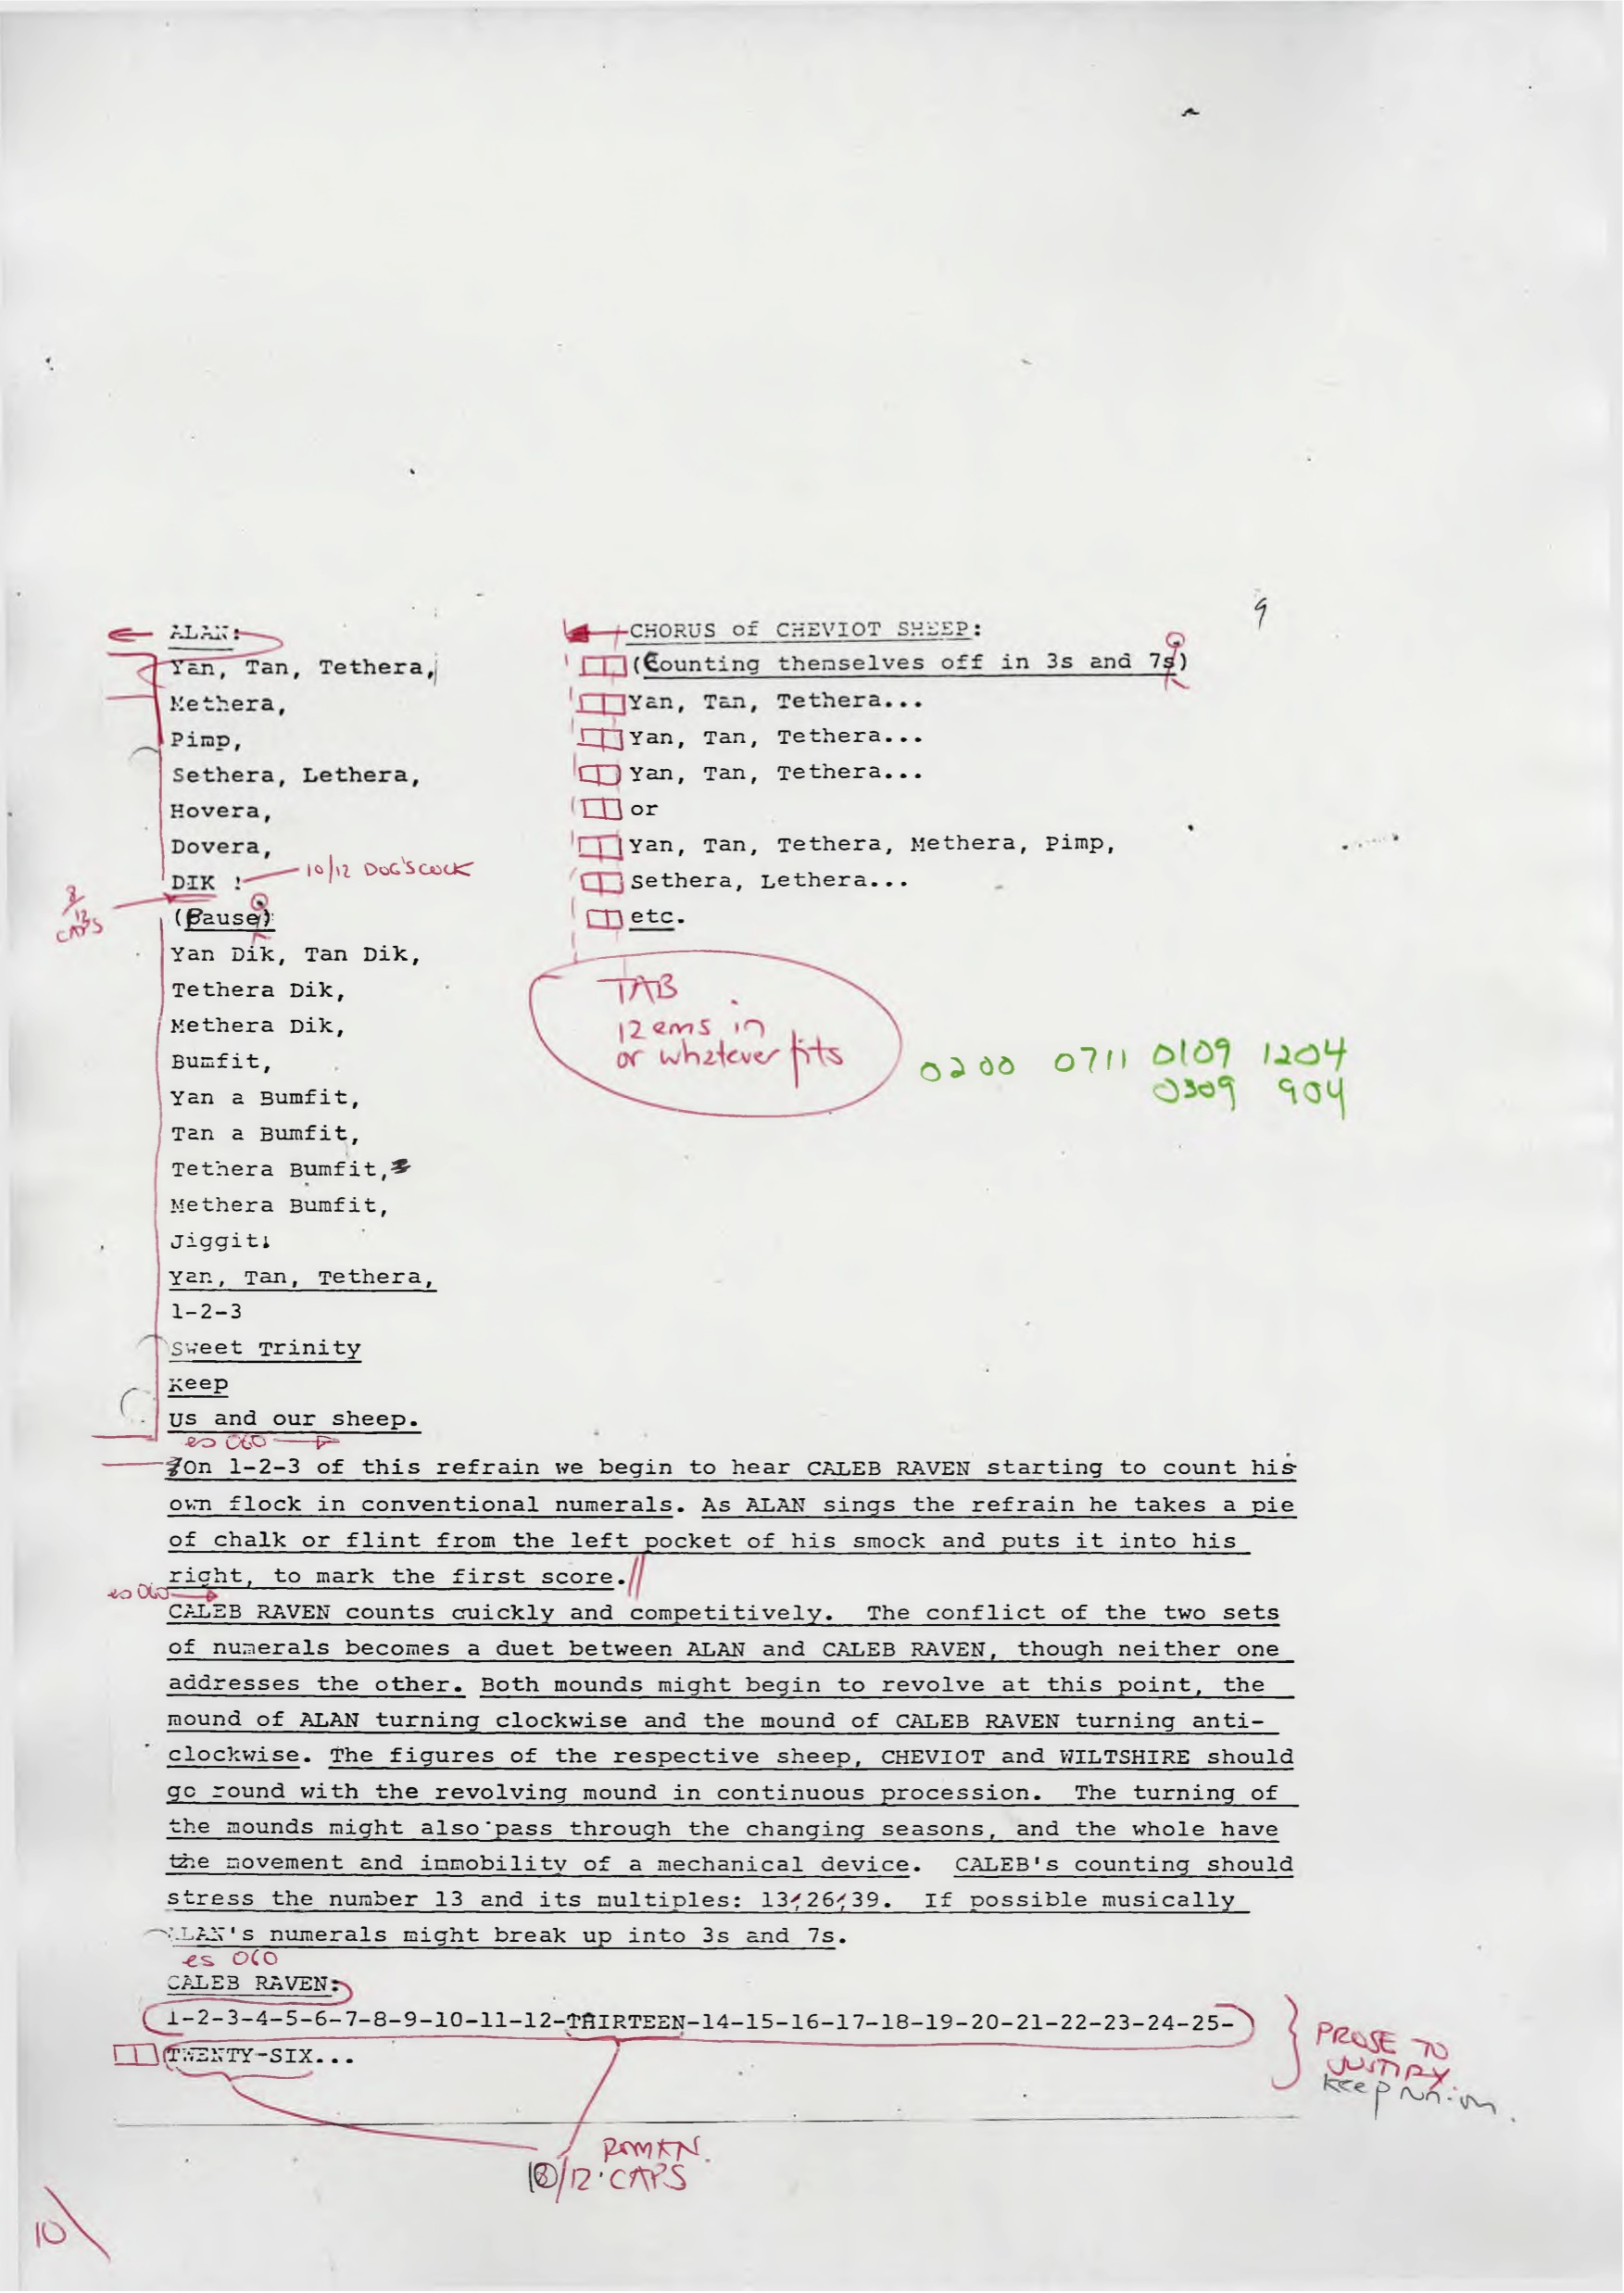 9
ALAN:
Yan, Tan, Tethera,
Methera,
Pimp,
Sethera, Lethera,
Hovera,
Dovera,
DIK !
10/12 DOG'S COCK
8/12 CAPS
(Pause)
Yan Dik, Tan Dik,
Tethera Dik,
Methera Dik,
Bumfit,
Yan a Bumfit,
Tan a Bumfit,
Tethera Bumfit,
Methera Bumfit,
Jiggit!
Yan, Tan, Tethera,
1-2-3
Sweet Trinity
Keep
Us and our sheep.
CHORUS of CHEVIOT SHEEP:
(Counting themselves off in 3s and 7s)
Yan, Tan, Tethera...
Yan, Tan, Tethera...
Yan, Tan, Tethera...
or
Yan, Tan, Tethera, Methera, Pimp,
Sethera, Lethera...
etc.
TAB
12 ems in
or whatever fits
0200 0711 0109 1204
0309 904
es 060
On 1-2-3 of this refrain we begin to hear CALEB RAVEN starting to count his
own flock in conventional numerals. As ALAN sings the refrain he takes a pie
of chalk or flint from the left pocket of his smock and puts it into his
right, to mark the first score.
es 060
CALEB RAVEN counts quickly and competitively. The conflict of the two sets
of numerals becomes a duet between ALAN and CALEB RAVEN, though neither one
addresses the other. Both mounds might begin to revolve at this point, the
mound of ALAN turning clockwise and the mound of CALEB RAVEN turning anti-
clockwise. The figures of the respective sheep, CHEVIOT and WILTSHIRE should
go round with the revolving mound in continuous procession. The turning of
the mounds might also pass through the changing seasons, and the whole have
the movement and immobility of a mechanical device. CALEB's counting should
stress the number 13 and its multiples: 13,26,39. If possible musically
ALAN's numerals might break up into 3s and 7s.
es 060
CALEB RAVEN:
1-2-3-4-5-6-7-8-9-10-11-12-THIRTEEN-14-15-16-17-18-19-20-21-22-23-24-25-
TWENTY-SIX...
PROSE TO
JUSTIFY.
keep run-on.
ROMAN.
10/12 CAPS
10